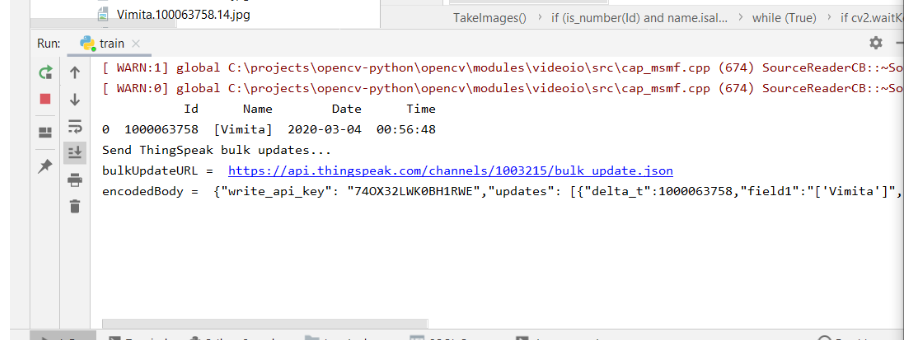 Vimita.100063758.14.jpg
TakeImages() › if (is_number(Id) and name.isal... › while (True) › if cv2.waitK
Run: train ×
[ WARN:1] global C:\projects\opencv-python\opencv\modules\videoio\src\cap_msmf.cpp (674) SourceReaderCB::~So
[ WARN:0] global C:\projects\opencv-python\opencv\modules\videoio\src\cap_msmf.cpp (674) SourceReaderCB::~So
Id Name Date Time
0 1000063758 [Vimita] 2020-03-04 00:56:48
Send ThingSpeak bulk updates...
bulkUpdateURL = https://api.thingspeak.com/channels/1003215/bulk_update.json
encodedBody = {"write_api_key": "74OX32LWK0BH1RWE","updates": [{"delta_t":1000063758,"field1":"['Vimita']",